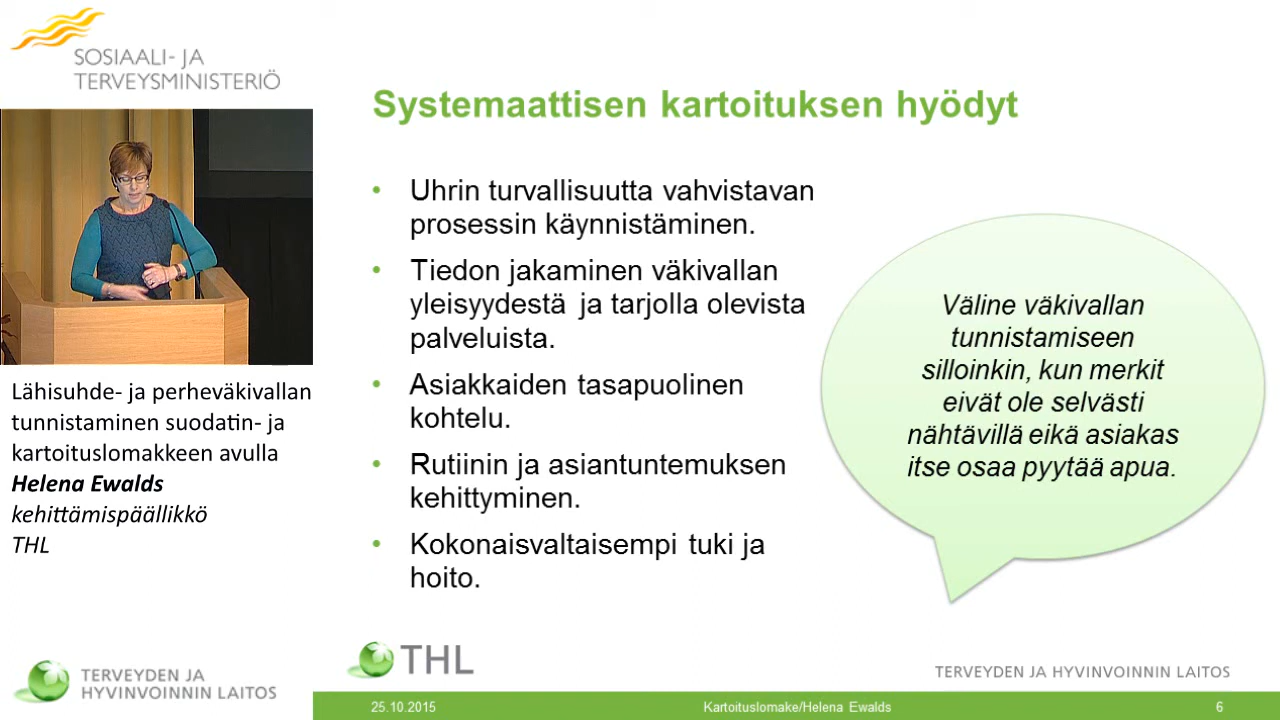 SOSIAALI- JA
TERVEYSMINISTERIÖ
Lähisuhde- ja perheväkivallan
tunnistaminen suodatin- ja
kartoituslomakkeen avulla
Helena Ewalds
kehittämispäällikkö
THL
TERVEYDEN JA
HYVINVOINNIN LAITOS
Systemaattisen kartoituksen hyödyt
• Uhrin turvallisuutta vahvistavan
prosessin käynnistäminen.
• Tiedon jakaminen väkivallan
yleisyydestä ja tarjolla olevista
palveluista.
• Asiakkaiden tasapuolinen
kohtelu.
• Rutiinin ja asiantuntemuksen
kehittyminen.
• Kokonaisvaltaisempi tuki ja
hoito.
Väline väkivallan
tunnistamiseen
silloinkin, kun merkit
eivät ole selvästi
nähtävillä eikä asiakas
itse osaa pyytää apua.
THL
TERVEYDEN JA HYVINVOINNIN LAITOS
25.10.2015
Kartoituslomake/Helena Ewalds
6